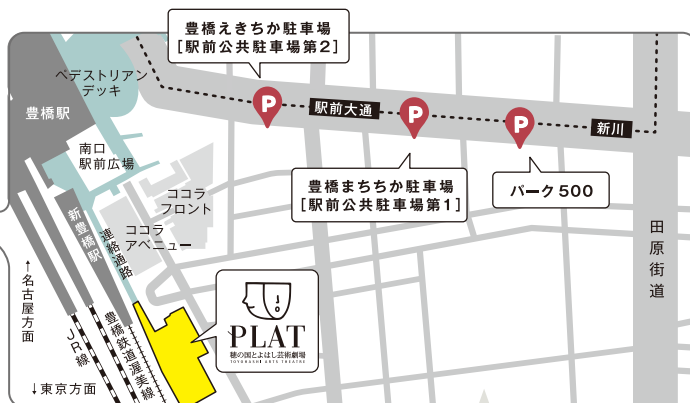 豊橋えきちか駐車場
[駅前公共駐車場第2]
ペデストリアン
デッキ
豊橋駅
P
駅前大通
P
P
新川
南口
駅前広場
ココラ
フロント
豊橋まちちか駐車場
[駅前公共駐車場第1]
パーク500
新豊橋駅
ココラ
アベニュー
連絡通路
田原街道
↑名古屋方面
PLAT
穂の国とよはし芸術劇場
TOYOHASHI ARTS THEATRE
JR線
豊橋鉄道渥美線
↓東京方面